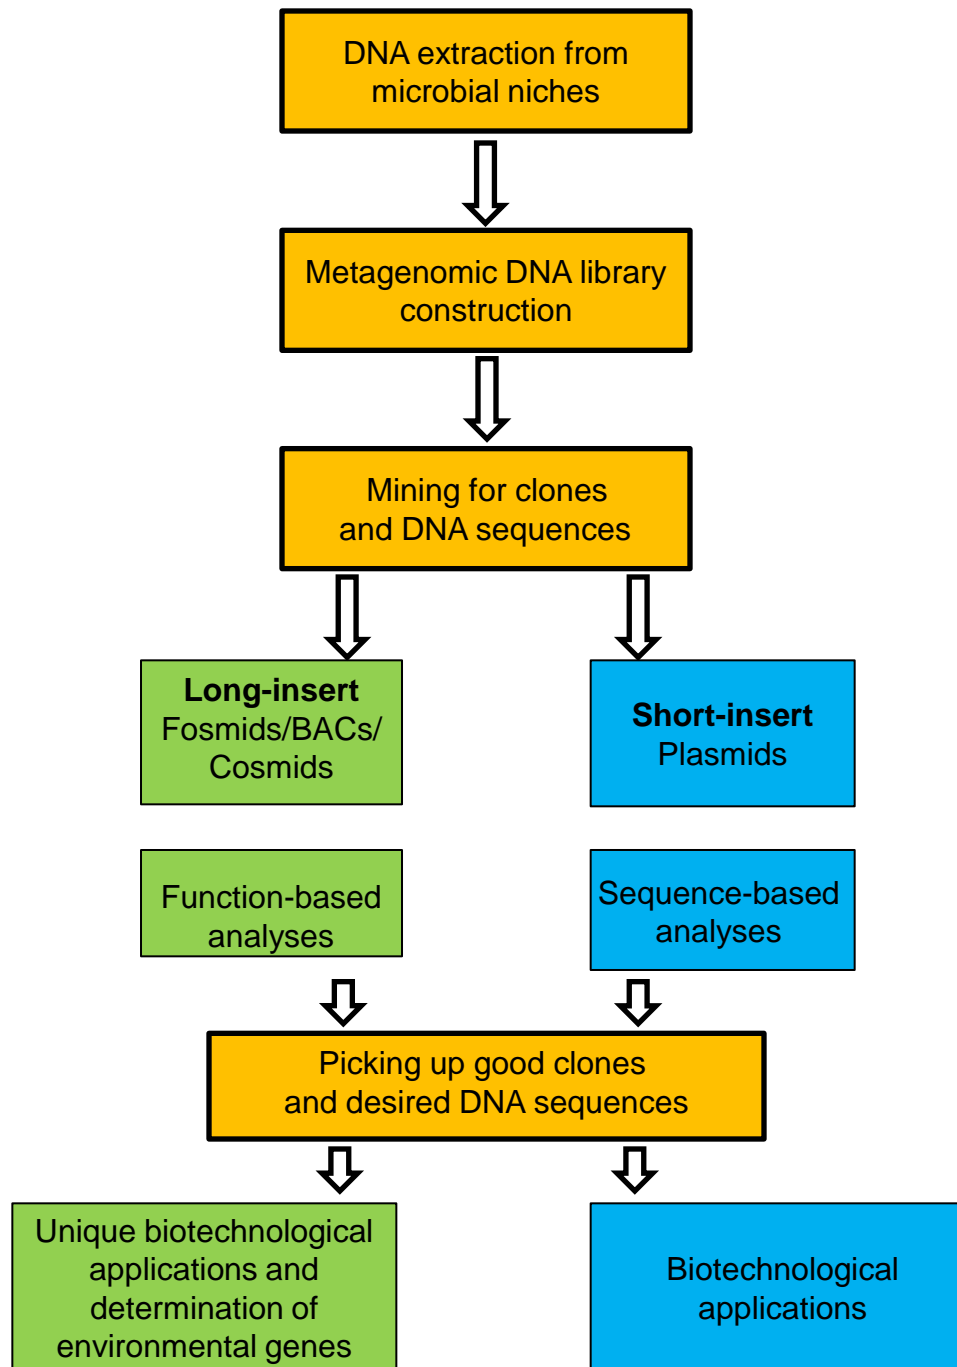 DNA extraction from
microbial niches
Metagenomic DNA library
construction
Mining for clones
and DNA sequences
Long-insert
Fosmids/BACs/
Cosmids
Short-insert
Plasmids
Function-based
analyses
Sequence-based
analyses
Picking up good clones
and desired DNA sequences
Unique biotechnological
applications and
determination of
environmental genes
Biotechnological
applications